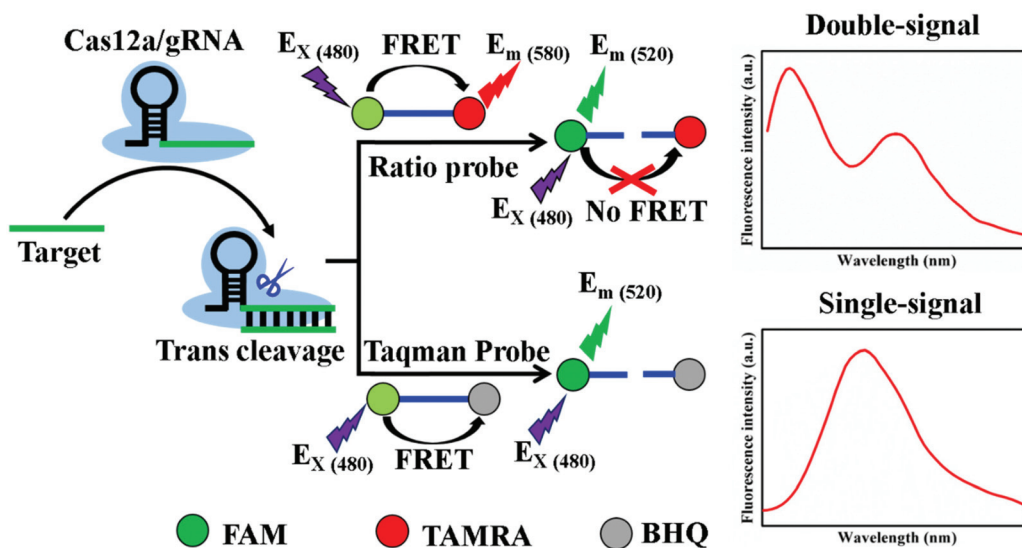 Cas12a/gRNA
Target
Trans cleavage
EX (480)
FRET
Em (580)
Em (520)
Ratio probe
EX (480)
No FRET
Em (520)
Taqman Probe
EX (480)
FRET
EX (480)
FAM
TAMRA
BHQ
Double-signal
Fluorescence intensity (a.u.)
Wavelength (nm)
Single-signal
Fluorescence intensity (a.u.)
Wavelength (nm)